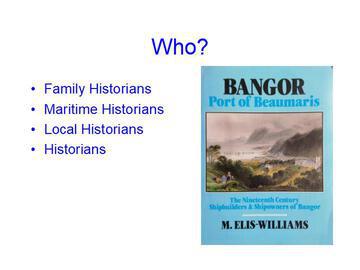 Who?
• Family Historians
• Maritime Historians
• Local Historians
• Historians
BANGOR
Port of Beaumaris
The Nineteenth Century
Shipbuilders & Shipowners of Bangor
M. ELIS-WILLIAMS